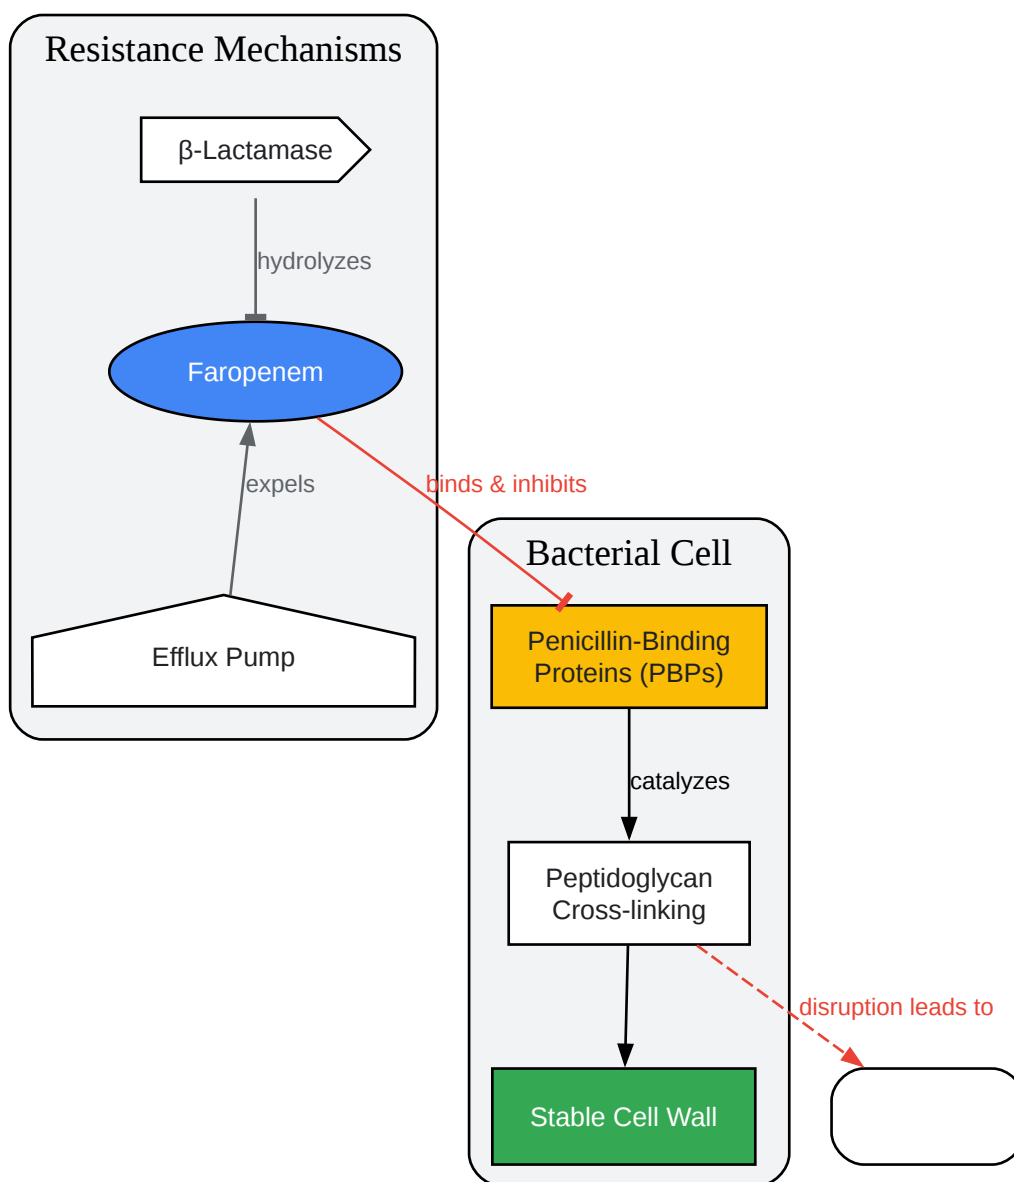 Resistance Mechanisms
β-Lactamase
hydrolyzes
Faropenem
expels
binds & inhibits
Efflux Pump
Bacterial Cell
Penicillin-Binding
Proteins (PBPs)
catalyzes
Peptidoglycan
Cross-linking
disruption leads to
Stable Cell Wall